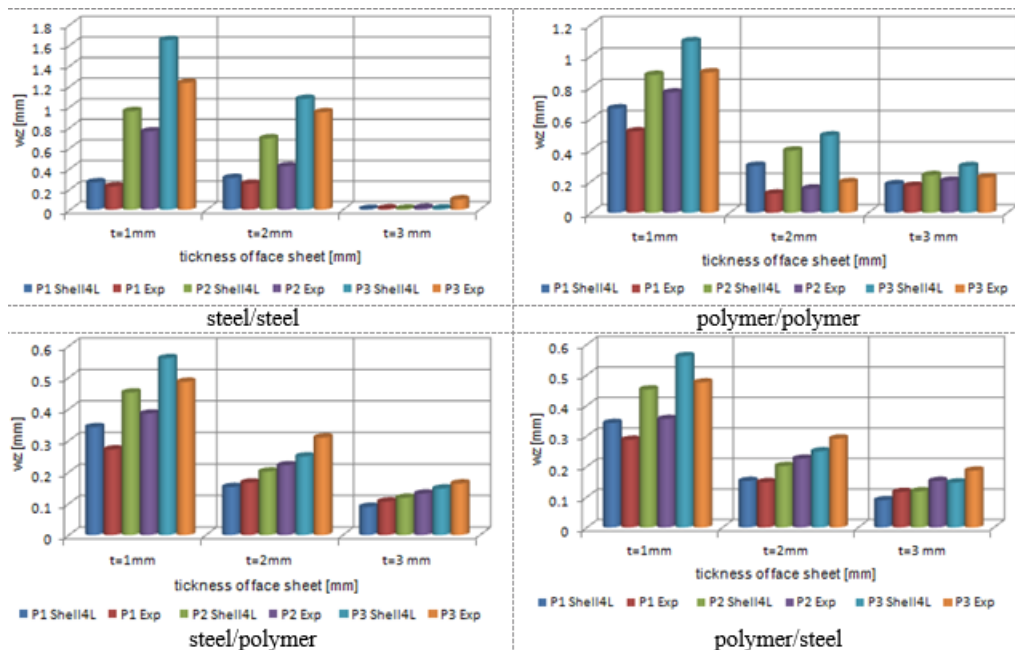 1.8
1.6
1.4
1.2
1
0.8
0.6
0.4
0.2
0
wz [mm]
t=1mm t=2mm t=3 mm
tickness of face sheet [mm]
P1 Shell4L P1 Exp P2 Shell4L P2 Exp P3 Shell4L P3 Exp
steel/steel
1.2
1
0.8
0.6
0.4
0.2
0
wz [mm]
t=1mm t=2mm t=3 mm
tickness of face sheet [mm]
P1 Shell4L P1 Exp P2 Shell4L P2 Exp P3 Shell4L P3 Exp
polymer/polymer
0.6
0.5
0.4
0.3
0.2
0.1
0
wz [mm]
t=1mm t=2mm t=3 mm
tickness of face sheet [mm]
P1 Shell4L P1 Exp P2 Shell4L P2 Exp P3 Shell4L P3 Exp
steel/polymer
0.6
0.5
0.4
0.3
0.2
0.1
0
wz [mm]
t=1mm t=2mm t=3 mm
tickness of face sheet [mm]
P1 Shell4L P1 Exp P2 Shell4L P2 Exp P3 Shell4L P3 Exp
polymer/steel